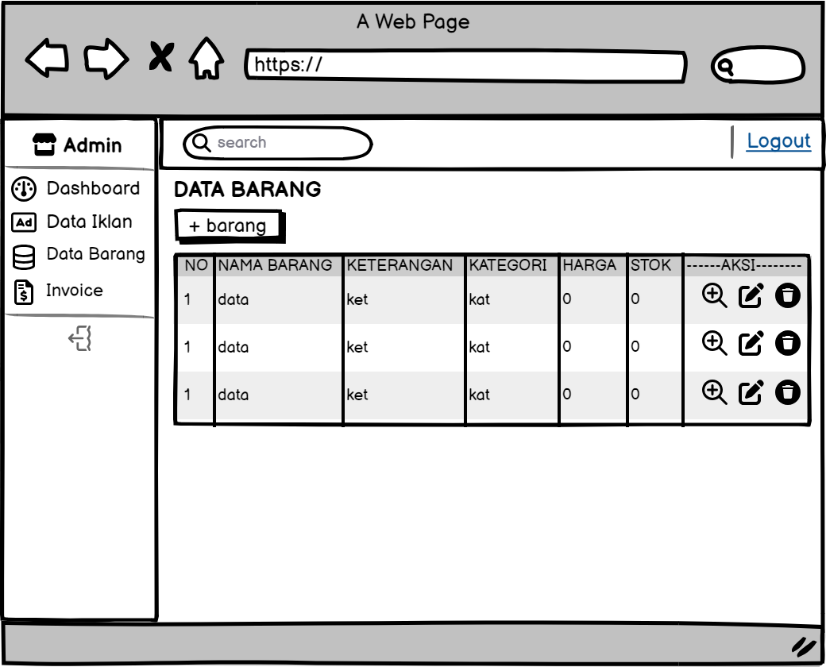 A Web Page
https://
Admin
search
Logout
Dashboard
Ad Data Iklan
Data Barang
$ Invoice
DATA BARANG
+ barang
NO NAMA BARANG KETERANGAN KATEGORI HARGA STOK ------AKSI--------
1 data ket kat 0 0
1 data ket kat 0 0
1 data ket kat 0 0